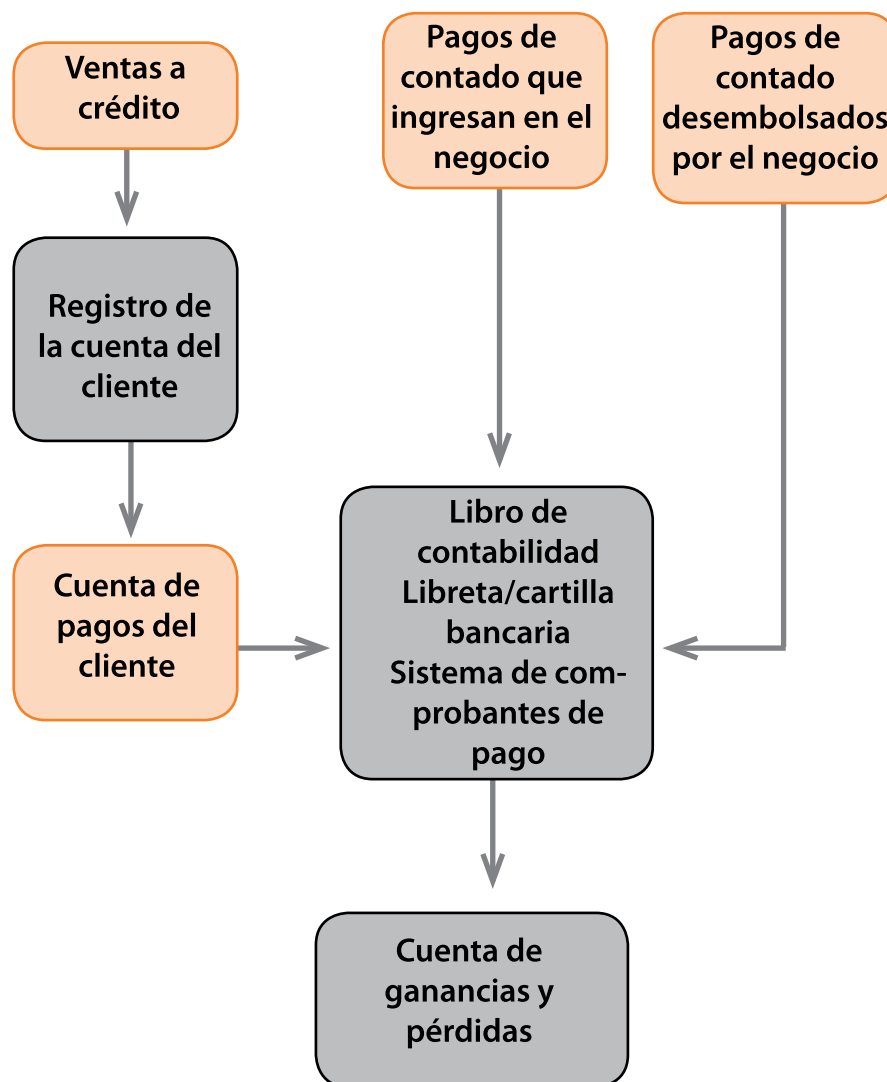 Ventas a
crédito
Pagos de
contado que
ingresan en el
negocio
Pagos de
contado
desembolsados
por el negocio
Registro de
la cuenta del
cliente
Cuenta de
pagos del
cliente
Libro de
contabilidad
Libreta/cartilla
bancaria
Sistema de com-
probantes de
pago
Cuenta de
ganancias y
pérdidas